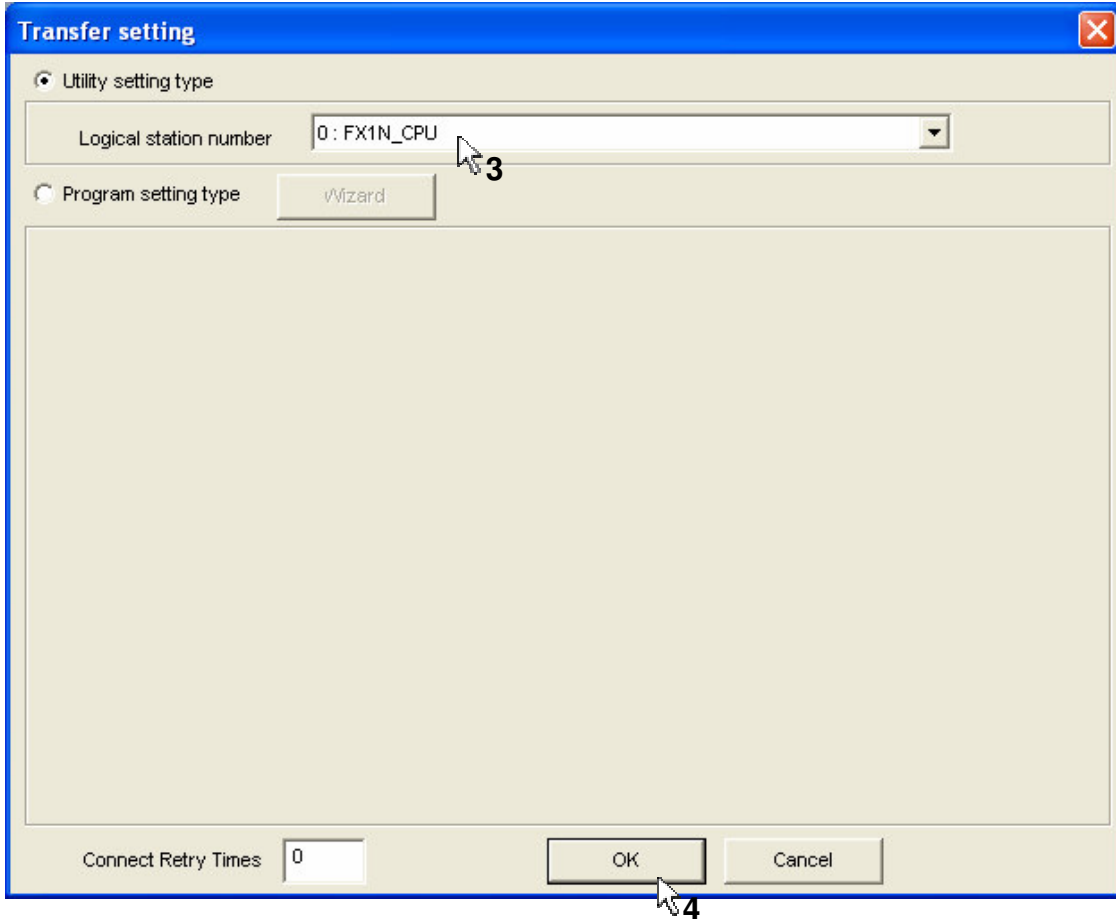 Transfer setting
Utility setting type
Logical station number 0 : FX1N_CPU
3
Program setting type Wizard
Connect Retry Times 0 OK Cancel
4